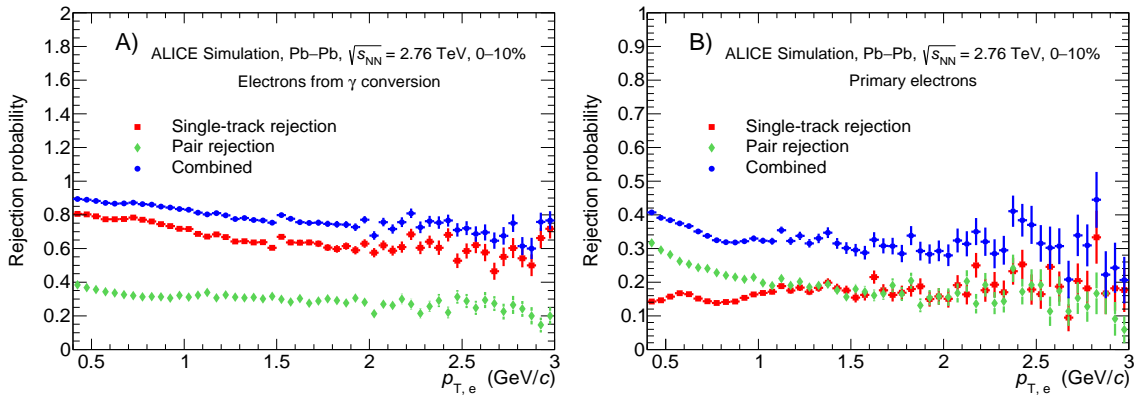 A)
ALICE Simulation, Pb–Pb, √s_NN = 2.76 TeV, 0–10%
Electrons from γ conversion
Single-track rejection
Pair rejection
Combined
Rejection probability
2
1.8
1.6
1.4
1.2
1
0.8
0.6
0.4
0.2
0
0.5
1
1.5
2
2.5
3
p_T, e (GeV/c)
B)
ALICE Simulation, Pb–Pb, √s_NN = 2.76 TeV, 0–10%
Primary electrons
Single-track rejection
Pair rejection
Combined
Rejection probability
1
0.9
0.8
0.7
0.6
0.5
0.4
0.3
0.2
0.1
0
0.5
1
1.5
2
2.5
3
p_T, e (GeV/c)